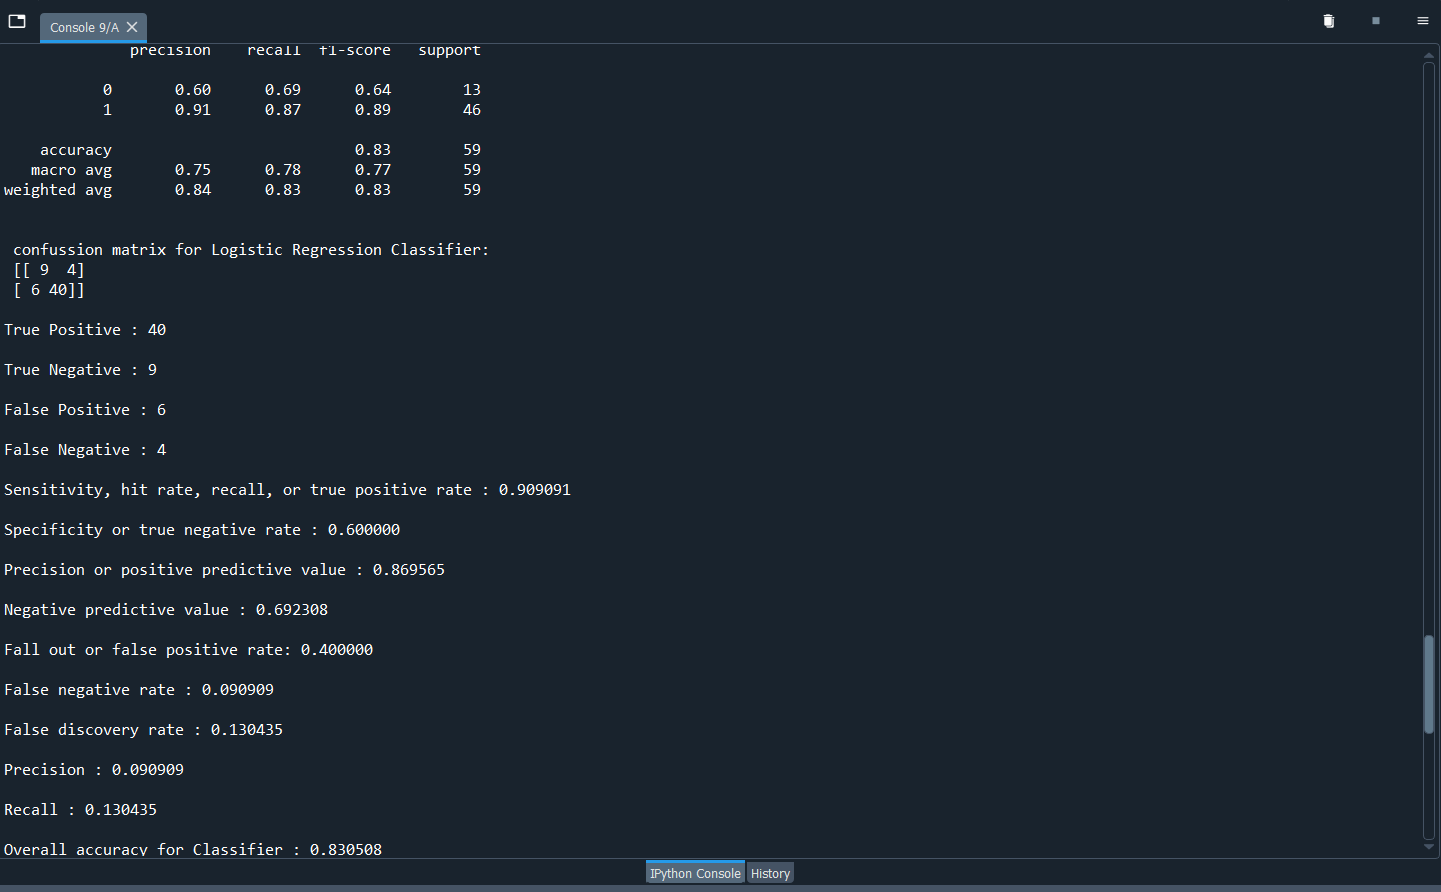 Console 9/A
precision recall f1-score support
0 0.60 0.69 0.64 13
1 0.91 0.87 0.89 46
accuracy 0.83 59
macro avg 0.75 0.78 0.77 59
weighted avg 0.84 0.83 0.83 59
confussion matrix for Logistic Regression Classifier:
[[ 9 4]
[ 6 40]]
True Positive : 40
True Negative : 9
False Positive : 6
False Negative : 4
Sensitivity, hit rate, recall, or true positive rate : 0.909091
Specificity or true negative rate : 0.600000
Precision or positive predictive value : 0.869565
Negative predictive value : 0.692308
Fall out or false positive rate: 0.400000
False negative rate : 0.090909
False discovery rate : 0.130435
Precision : 0.090909
Recall : 0.130435
Overall accuracy for Classifier : 0.830508
IPython Console History